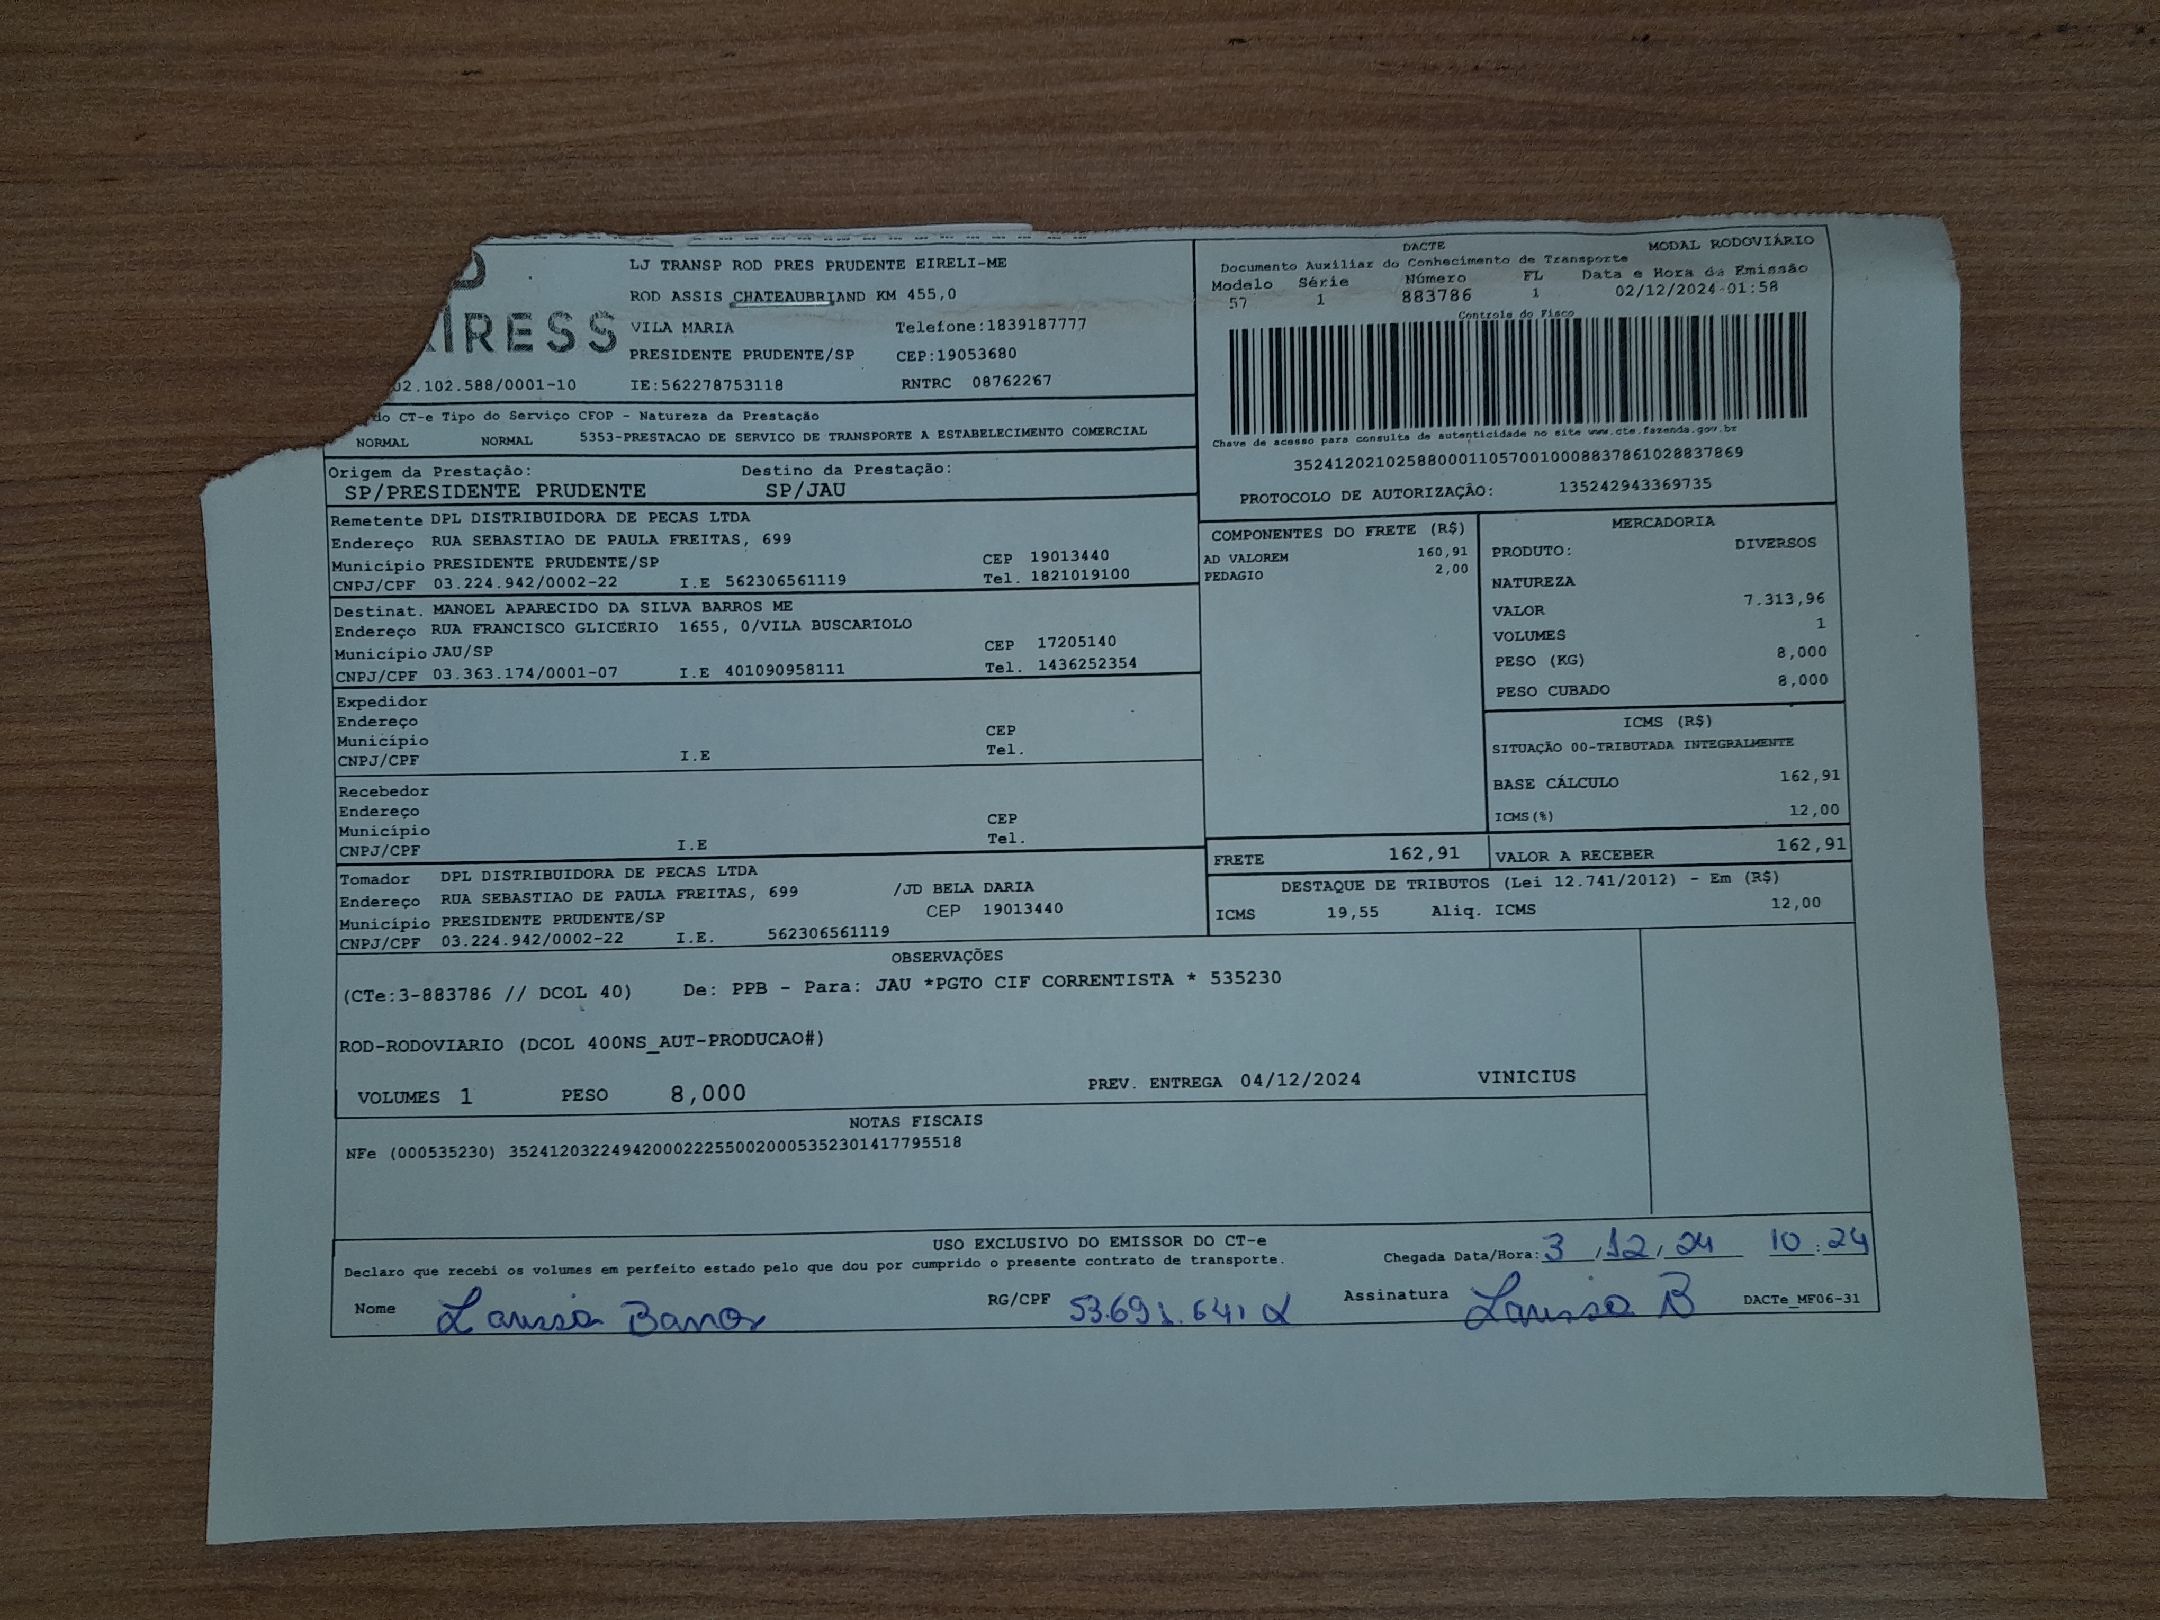 IRESS
LJ TRANSP ROD PRES PRUDENTE EIRELI-ME
ROD ASSIS CHATEAUBRIAND KM 455,0
VILA MARIA Telefone:1839187777
PRESIDENTE PRUDENTE/SP CEP:19053680
02.102.588/0001-10 IE:562278753118 RNTRC 08762267
do CT-e Tipo do Serviço CFOP - Natureza da Prestação
NORMAL NORMAL 5353-PRESTACAO DE SERVICO DE TRANSPORTE A ESTABELECIMENTO COMERCIAL
Origem da Prestação: Destino da Prestação:
SP/PRESIDENTE PRUDENTE SP/JAU
DACTE MODAL RODOVIÁRIO
Documento Auxiliar do Conhecimento de Transporte
Modelo Série Número FL Data e Hora da Emissão
57 1 883786 1 02/12/2024-01:58
Controle do Fisco
Chave de acesso para consulta de autenticidade no site www.cte.fazenda.gov.br
35241202102588000110570010008837861028837869
PROTOCOLO DE AUTORIZAÇÃO: 135242943369735
Remetente DPL DISTRIBUIDORA DE PECAS LTDA
Endereço RUA SEBASTIAO DE PAULA FREITAS, 699
Município PRESIDENTE PRUDENTE/SP CEP 19013440
CNPJ/CPF 03.224.942/0002-22 I.E 562306561119 Tel. 1821019100
Destinat. MANOEL APARECIDO DA SILVA BARROS ME
Endereço RUA FRANCISCO GLICERIO 1655, 0/VILA BUSCARIOLO
Município JAU/SP CEP 17205140
CNPJ/CPF 03.363.174/0001-07 I.E 401090958111 Tel. 1436252354
Expedidor
Endereço
Município CEP
CNPJ/CPF I.E Tel.
Recebedor
Endereço
Município CEP
CNPJ/CPF I.E Tel.
Tomador DPL DISTRIBUIDORA DE PECAS LTDA
Endereço RUA SEBASTIAO DE PAULA FREITAS, 699 /JD BELA DARIA
Município PRESIDENTE PRUDENTE/SP CEP 19013440
CNPJ/CPF 03.224.942/0002-22 I.E. 562306561119
COMPONENTES DO FRETE (R$)
AD VALOREM 160,91
PEDAGIO 2,00
MERCADORIA
PRODUTO: DIVERSOS
NATUREZA
VALOR 7.313,96
VOLUMES 1
PESO (KG) 8,000
PESO CUBADO 8,000
ICMS (R$)
SITUAÇÃO 00-TRIBUTADA INTEGRALMENTE
BASE CÁLCULO 162,91
ICMS(%) 12,00
FRETE 162,91 VALOR A RECEBER 162,91
DESTAQUE DE TRIBUTOS (Lei 12.741/2012) - Em (R$)
ICMS 19,55 Aliq. ICMS 12,00
OBSERVAÇÕES
(CTe:3-883786 // DCOL 40) De: PPB - Para: JAU *PGTO CIF CORRENTISTA * 535230
ROD-RODOVIARIO (DCOL 400NS_AUT-PRODUCAO#)
VOLUMES 1 PESO 8,000 PREV. ENTREGA 04/12/2024 VINICIUS
NOTAS FISCAIS
NFe (000535230) 35241203224942000222550020005352301417795518
USO EXCLUSIVO DO EMISSOR DO CT-e
Declaro que recebi os volumes em perfeito estado pelo que dou por cumprido o presente contrato de transporte. Chegada Data/Hora: 3 /12/ 24 10:24
Nome Larissa Barros RG/CPF 53.691.641 Assinatura Larissa B DACTe_MF06-31